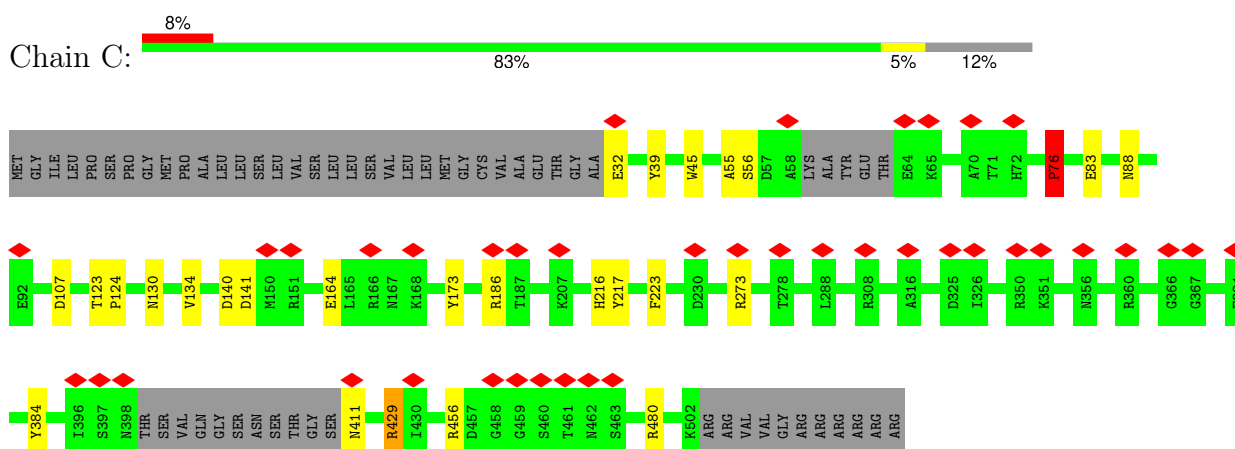 8%
Chain C:
83% 5% 12%
MET GLY ILE LEU PRO SER PRO GLY MET PRO ALA LEU LEU SER LEU VAL SER LEU LEU SER VAL LEU LEU MET GLY CYS VAL ALA GLU THR GLY ALA E32 Y39 W45 A55 S56 D57 A58 LYS ALA TYR GLU THR E64 K65 A70 T71 H72 P76 E83 N88
E92 D107 T123 P124 N130 V134 D140 D141 M150 R151 E164 L165 R166 N167 K168 Y173 R186 T187 K207 H216 Y217 F223 D230 R273 T278 L288 R308 A316 D325 I326 R350 K351 N356 R360 G366 G367
Y384 I396 S397 N398 THR SER VAL GLN GLY SER ASN SER THR GLY SER N411 R429 I430 R456 D457 G458 G459 S460 T461 N462 S463 R480 K502 ARG ARG VAL VAL GLY ARG ARG ARG ARG ARG ARG